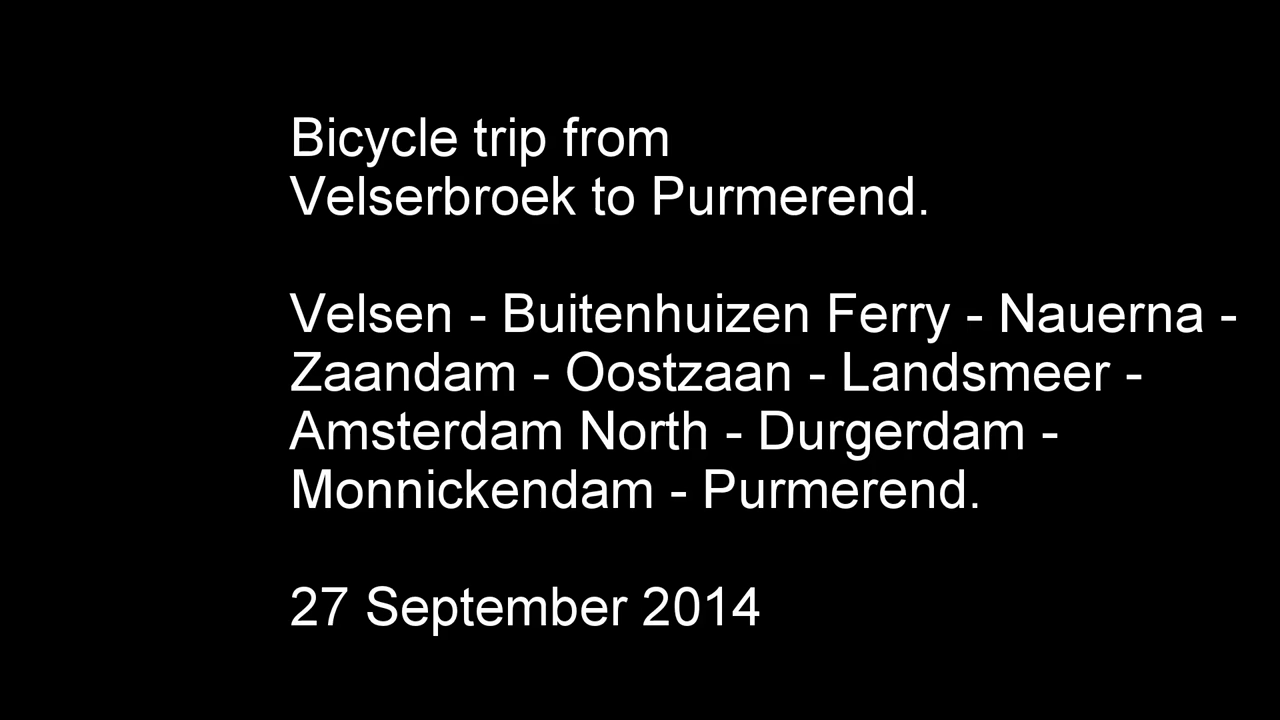 Bicycle trip from
Velserbroek to Purmerend.
Velsen - Buitenhuizen Ferry - Nauerna -
Zaandam - Oostzaan - Landsmeer -
Amsterdam North - Durgerdam -
Monnickendam - Purmerend.
27 September 2014